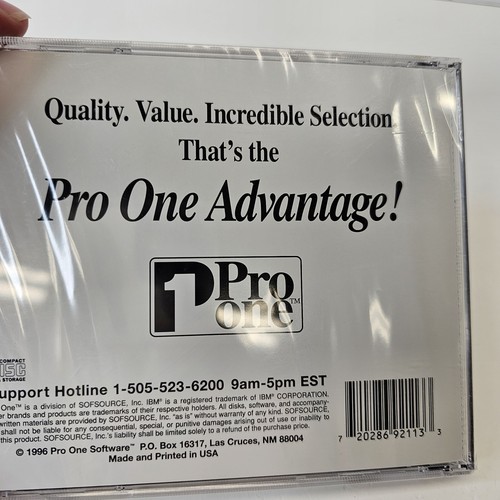 Quality. Value. Incredible Selection
That's the
Pro One Advantage!
1 Pro
one™
COMPACT
DISC
STORAGE
upport Hotline 1-505-523-6200 9am-5pm EST
One™ is a division of SOFSOURCE, Inc. IBM® is a registered trademark of IBM® CORPORATION.
er brands and products are trademarks of their respective holders. All disks, software, and accompany-
written materials are provided by SOFSOURCE, Inc. "as is" without warranty of any kind. SOFSOURCE,
shall not be liable for any consequential, special, or punitive damages arising out of use or inability to
this product. SOFSOURCE, Inc.'s liability shall be limited solely to a refund of the purchase price.
© 1996 Pro One Software™ P.O. Box 16317, Las Cruces, NM 88004
Made and Printed in USA
7 20286 92113 3